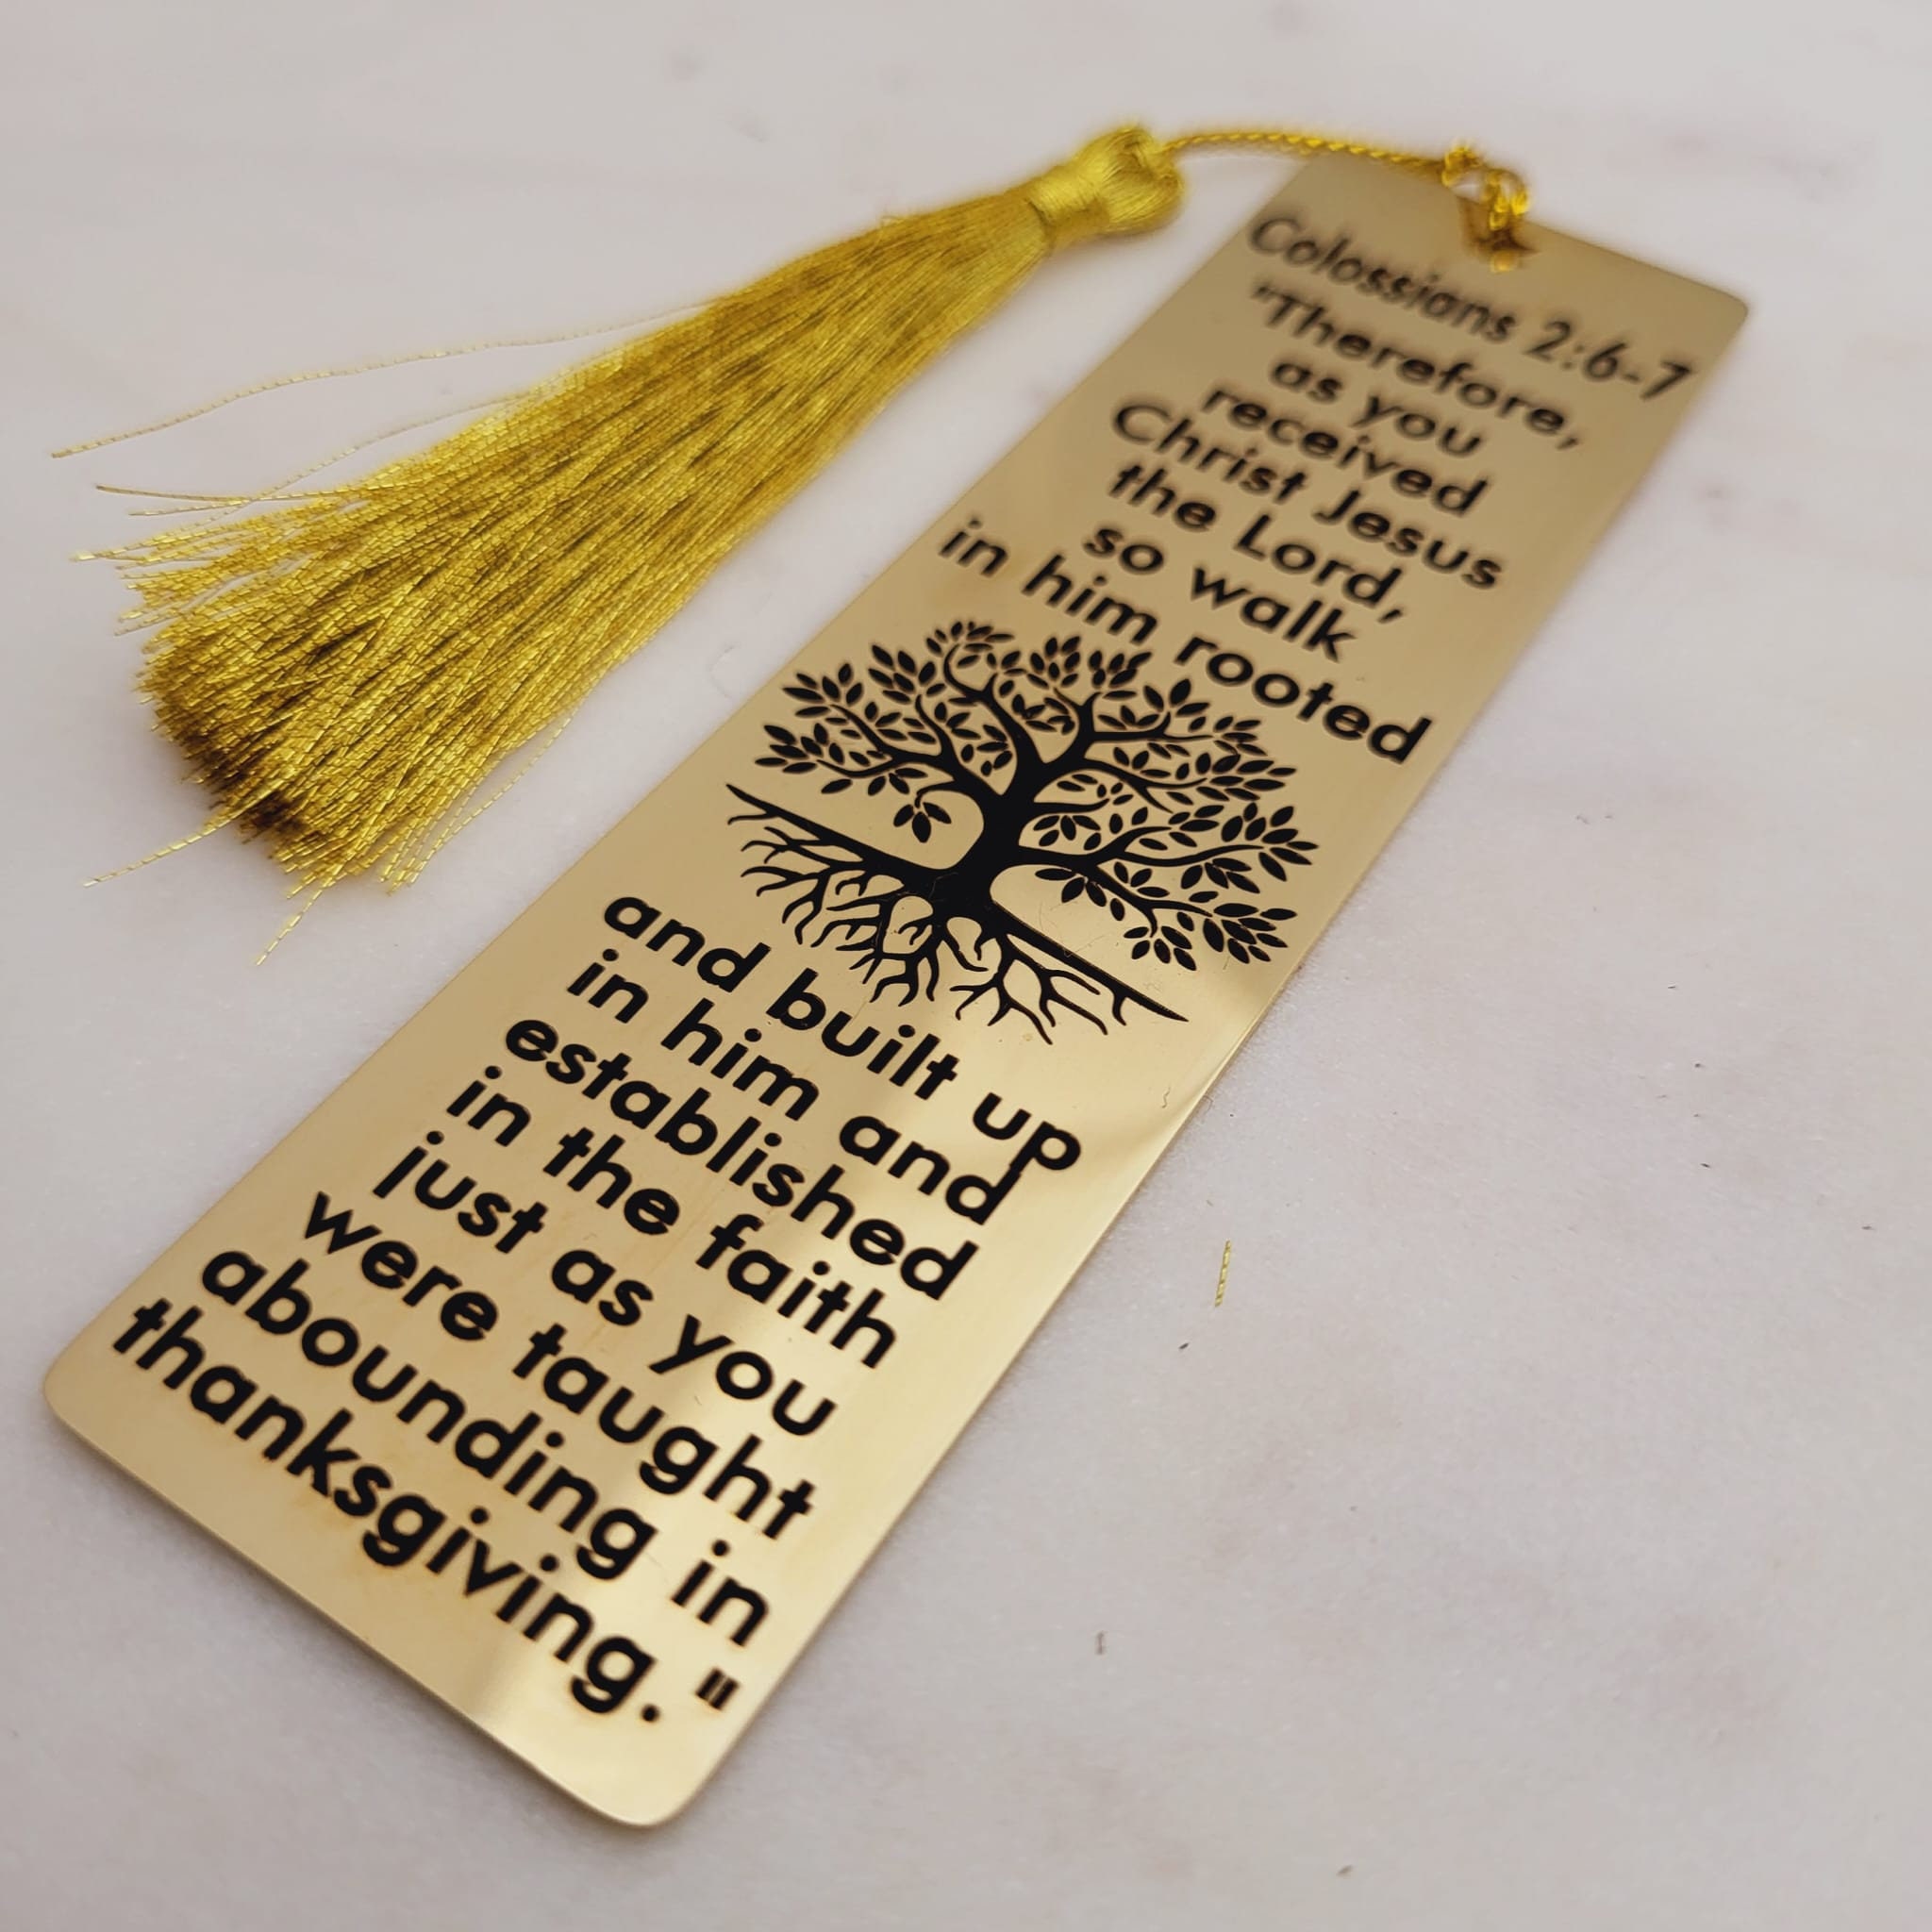 Colossians 2:6-7
"Therefore,
as you
received
Christ Jesus
the Lord,
so walk
in him rooted
and built up
in him and
established
in the faith
just as you
were taught
abounding in
thanksgiving."